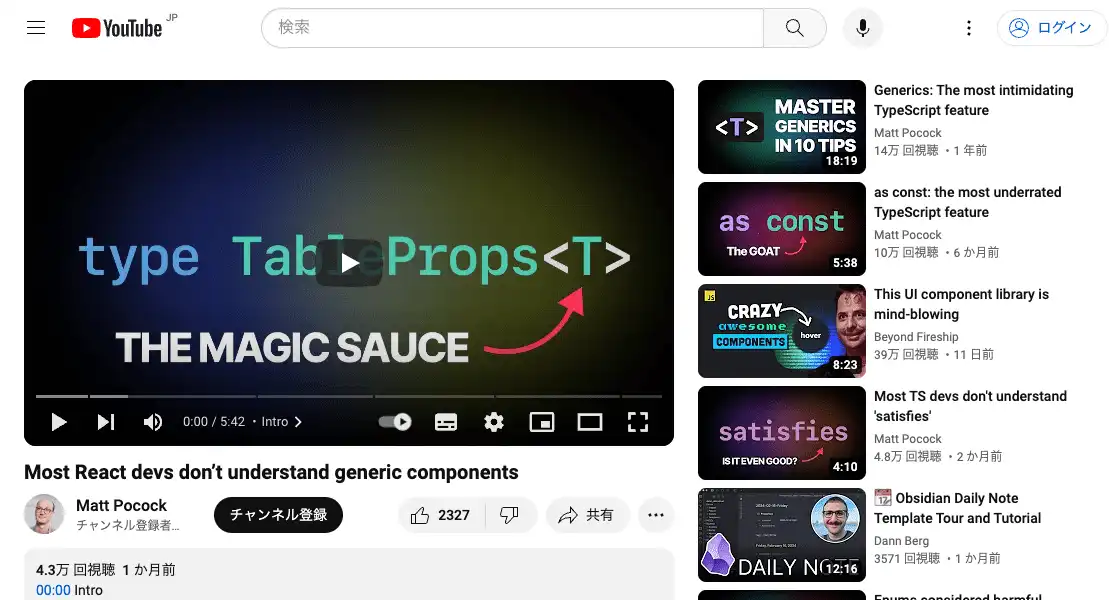 YouTube JP
検索
ログイン
type TableProps<T>
THE MAGIC SAUCE
0:00 / 5:42 ・ Intro
Most React devs don’t understand generic components
Matt Pocock
チャンネル登録者...
チャンネル登録
2327
共有
4.3万 回視聴 1 か月前
00:00 Intro
<T> MASTER
GENERICS
IN 10 TIPS
18:19
Generics: The most intimidating
TypeScript feature
Matt Pocock
14万 回視聴 ・1 年前
as const
The GOAT
5:38
as const: the most underrated
TypeScript feature
Matt Pocock
10万 回視聴 ・6 か月前
JS
CRAZY
awesome
COMPONENTS
hover
8:23
This UI component library is
mind-blowing
Beyond Fireship
39万 回視聴 ・11 日前
satisfies
IS IT EVEN GOOD?
4:10
Most TS devs don't understand
'satisfies'
Matt Pocock
4.8万 回視聴 ・2 か月前
DAILY NO
12:16
Obsidian Daily Note
Template Tour and Tutorial
Dann Berg
3571 回視聴 ・1 か月前
Enums considered harmful